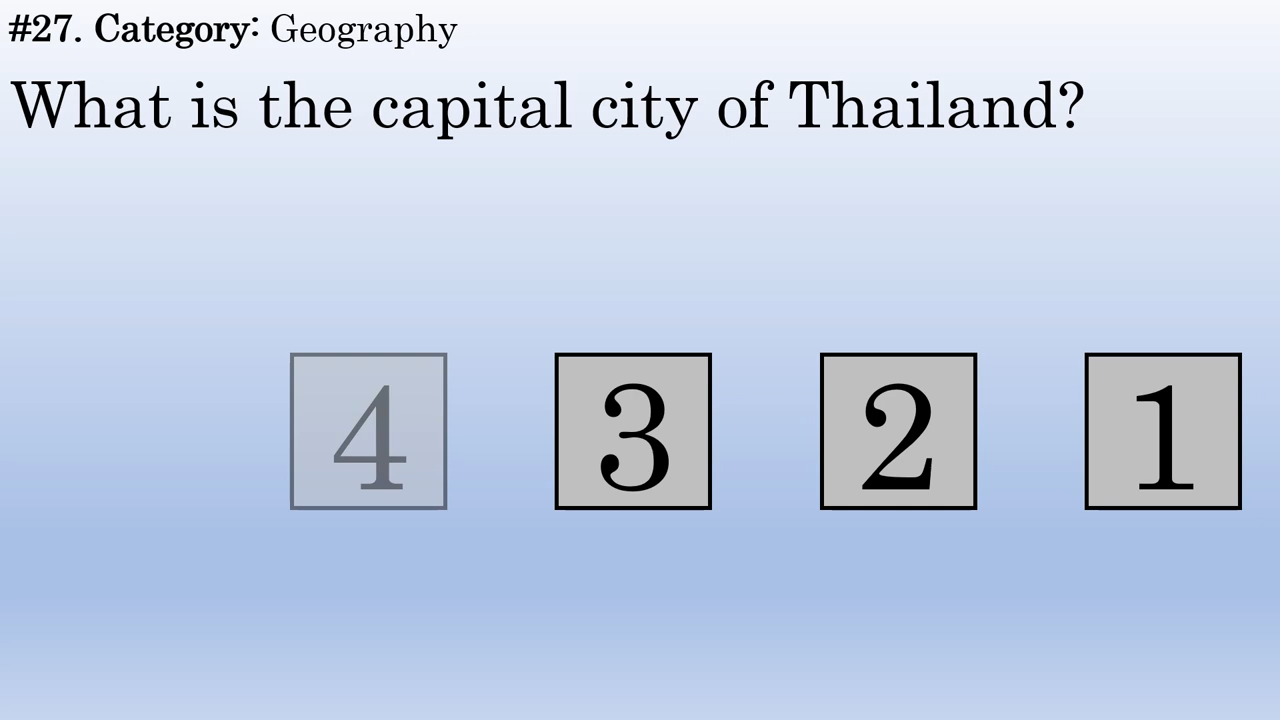 #27. Category: Geography
What is the capital city of Thailand?
4 3 2 1